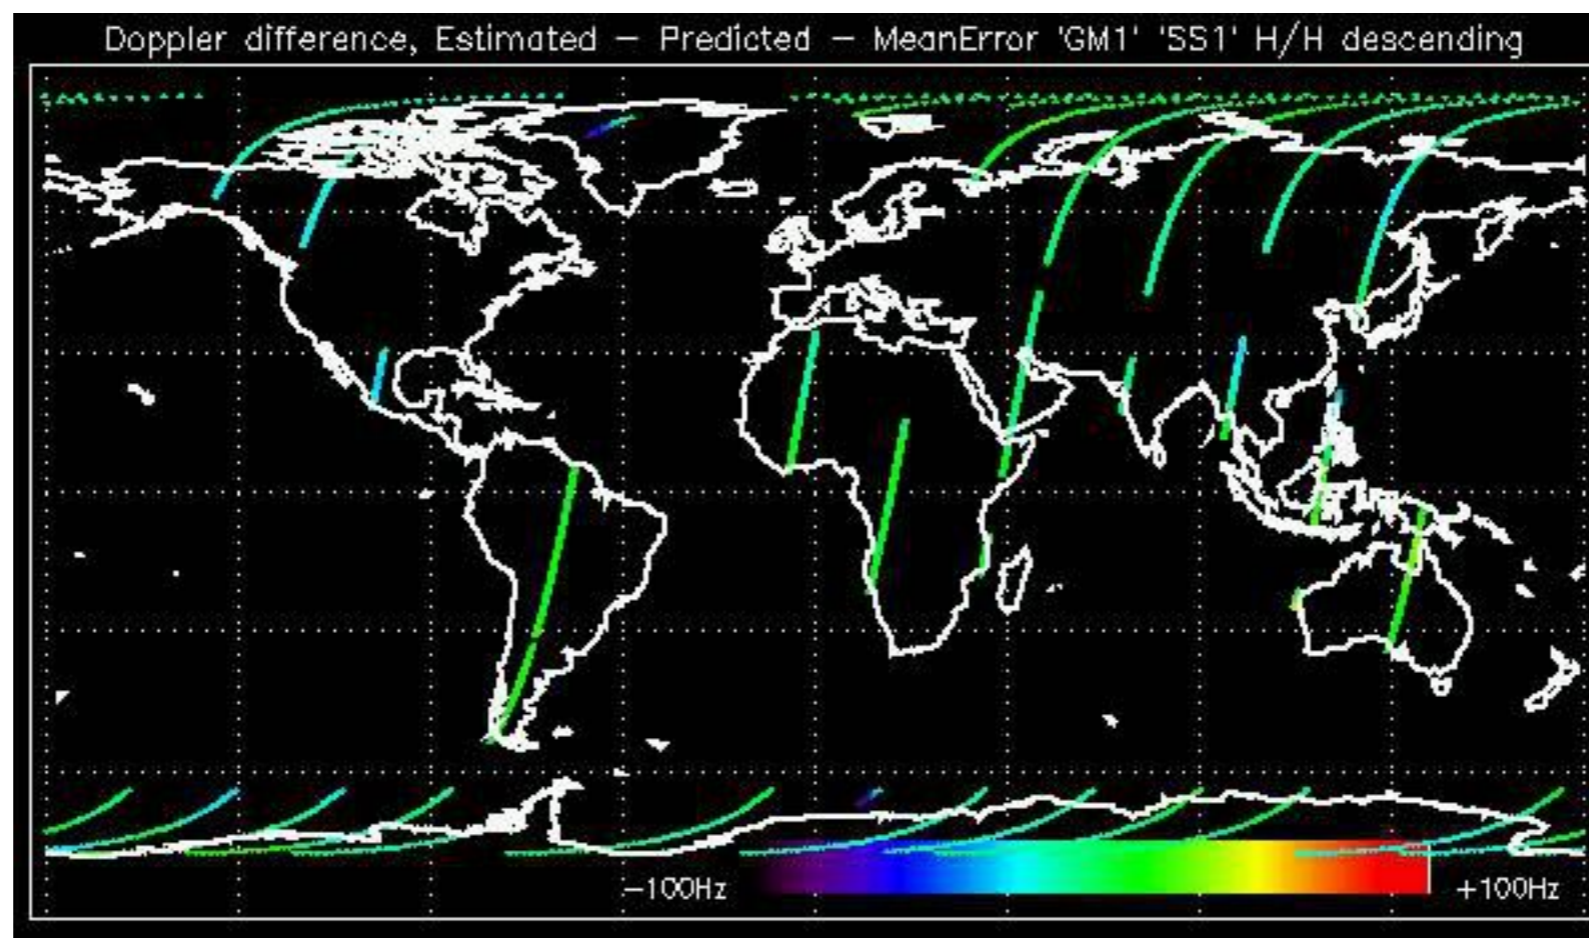 Doppler difference, Estimated – Predicted – MeanError 'GM1' 'SS1' H/H descending
–100Hz
+100Hz